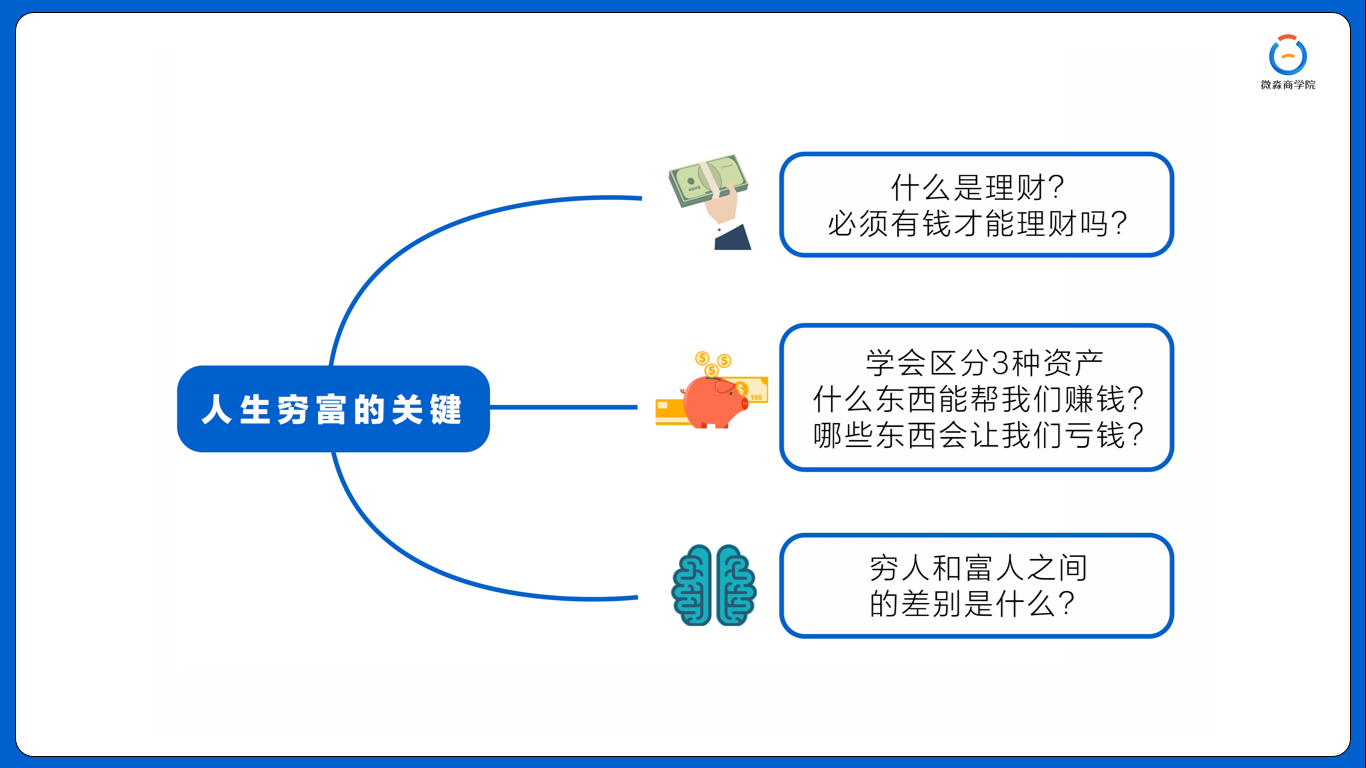 微淼商学院
什么是理财?
必须有钱才能理财吗?
人生穷富的关键
学会区分3种资产
什么东西能帮我们赚钱?
哪些东西会让我们亏钱?
100
穷人和富人之间
的差别是什么?